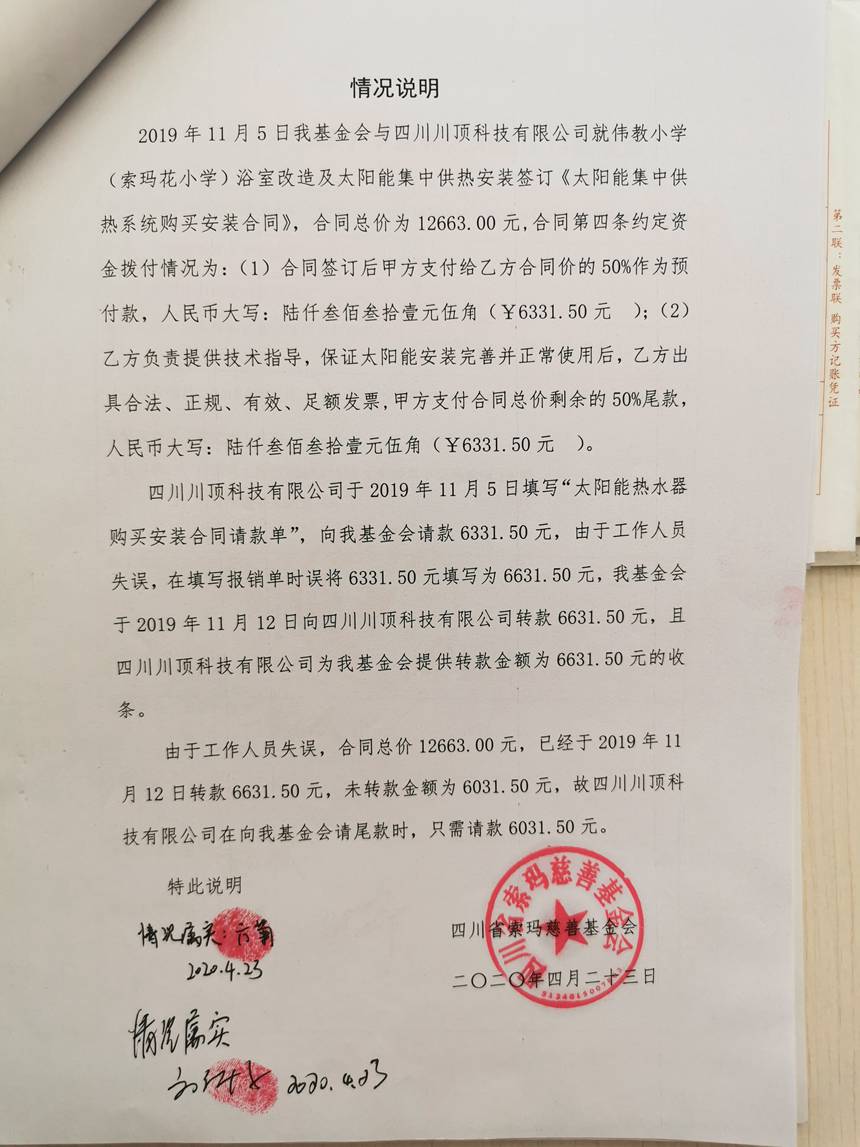 情况说明
2019年11月5日我基金会与四川川顶科技有限公司就伟教小学
（索玛花小学）浴室改造及太阳能集中供热安装签订《太阳能集中供
热系统购买安装合同》，合同总价为12663.00元,合同第四条约定资
金拨付情况为：（1）合同签订后甲方支付给乙方合同价的50%作为预
付款，人民币大写：陆仟叁佰叁拾壹元伍角（￥6331.50元 ）；（2）
乙方负责提供技术指导，保证太阳能安装完善并正常使用后，乙方出
具合法、正规、有效、足额发票,甲方支付合同总价剩余的50%尾款，
人民币大写：陆仟叁佰叁拾壹元伍角（￥6331.50元 ）。
四川川顶科技有限公司于2019年11月5日填写“太阳能热水器
购买安装合同请款单”，向我基金会请款6331.50元，由于工作人员
失误，在填写报销单时误将6331.50元填写为6631.50元，我基金会
于2019年11月12日向四川川顶科技有限公司转款6631.50元，且
四川川顶科技有限公司为我基金会提供转款金额为6631.50元的收
条。
由于工作人员失误，合同总价12663.00元，已经于2019年11
月12日转款6631.50元，未转款金额为6031.50元，故四川川顶科
技有限公司在向我基金会请尾款时，只需请款6031.50元。
特此说明
四川省索玛慈善基金会
二〇二〇年四月二十三日
四川省索玛慈善基金会
情况属实：
2020.4.23
情况属实
2020.4.23
第二联：发票联 购买方记账凭证